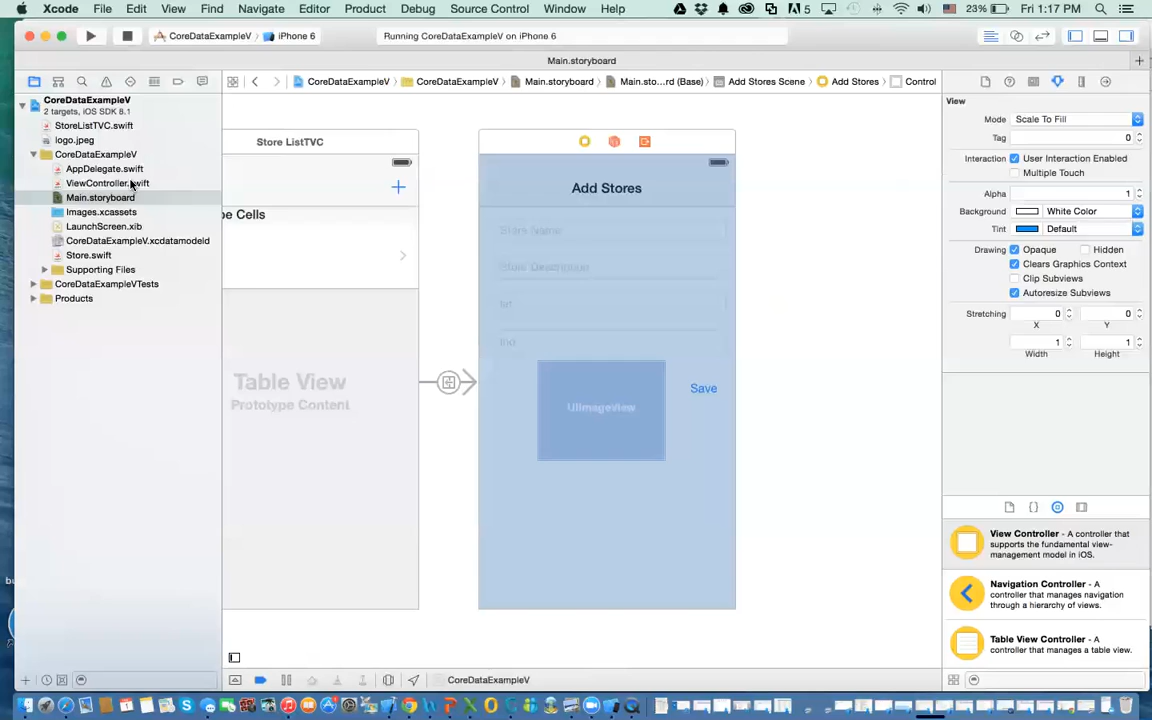 Xcode File Edit View Find Navigate Editor Product Debug Source Control Window Help 5 23% Fri 1:17 PM
CoreDataExampleV iPhone 6 Running CoreDataExampleV on iPhone 6
Main.storyboard
CoreDataExampleV CoreDataExampleV Main.storyboard Main.sto...rd (Base) Add Stores Scene Add Stores Control
CoreDataExampleV
2 targets, iOS SDK 8.1
StoreListTVC.swift
logo.jpeg
CoreDataExampleV
AppDelegate.swift
ViewController.swift
Main.storyboard
Images.xcassets
LaunchScreen.xib
CoreDataExampleV.xcdatamodeld
Store.swift
Supporting Files
CoreDataExampleVTests
Products
Store ListTVC
pe Cells
Table View
Prototype Content
Add Stores
Store Name
UIImageView
Save
View
Mode Scale To Fill
Tag 0
Interaction User Interaction Enabled
Multiple Touch
Alpha 1
Background White Color
Tint Default
Drawing Opaque Hidden
Clears Graphics Context
Clip Subviews
Autoresize Subviews
Stretching 0 0
X Y
1 1
Width Height
View Controller - A controller that
supports the fundamental view-
management model in iOS.
Navigation Controller - A
controller that manages navigation
through a hierarchy of views.
Table View Controller - A
controller that manages a table view.
CoreDataExampleV